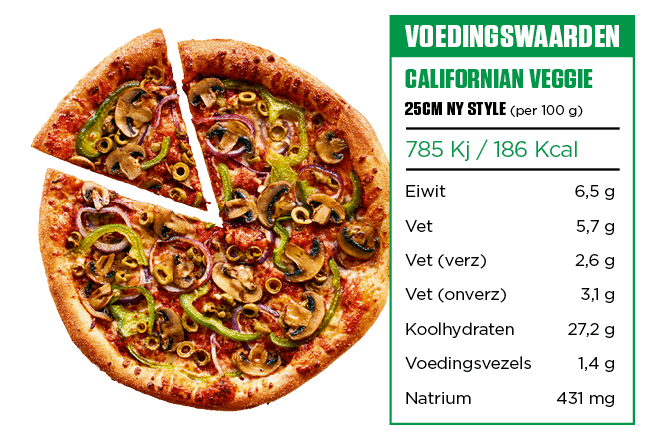 VOEDINGSWAARDEN
CALIFORNIAN VEGGIE
25CM NY STYLE (per 100 g)
785 Kj / 186 Kcal
Eiwit 6,5 g
Vet 5,7 g
Vet (verz) 2,6 g
Vet (onverz) 3,1 g
Koolhydraten 27,2 g
Voedingsvezels 1,4 g
Natrium 431 mg